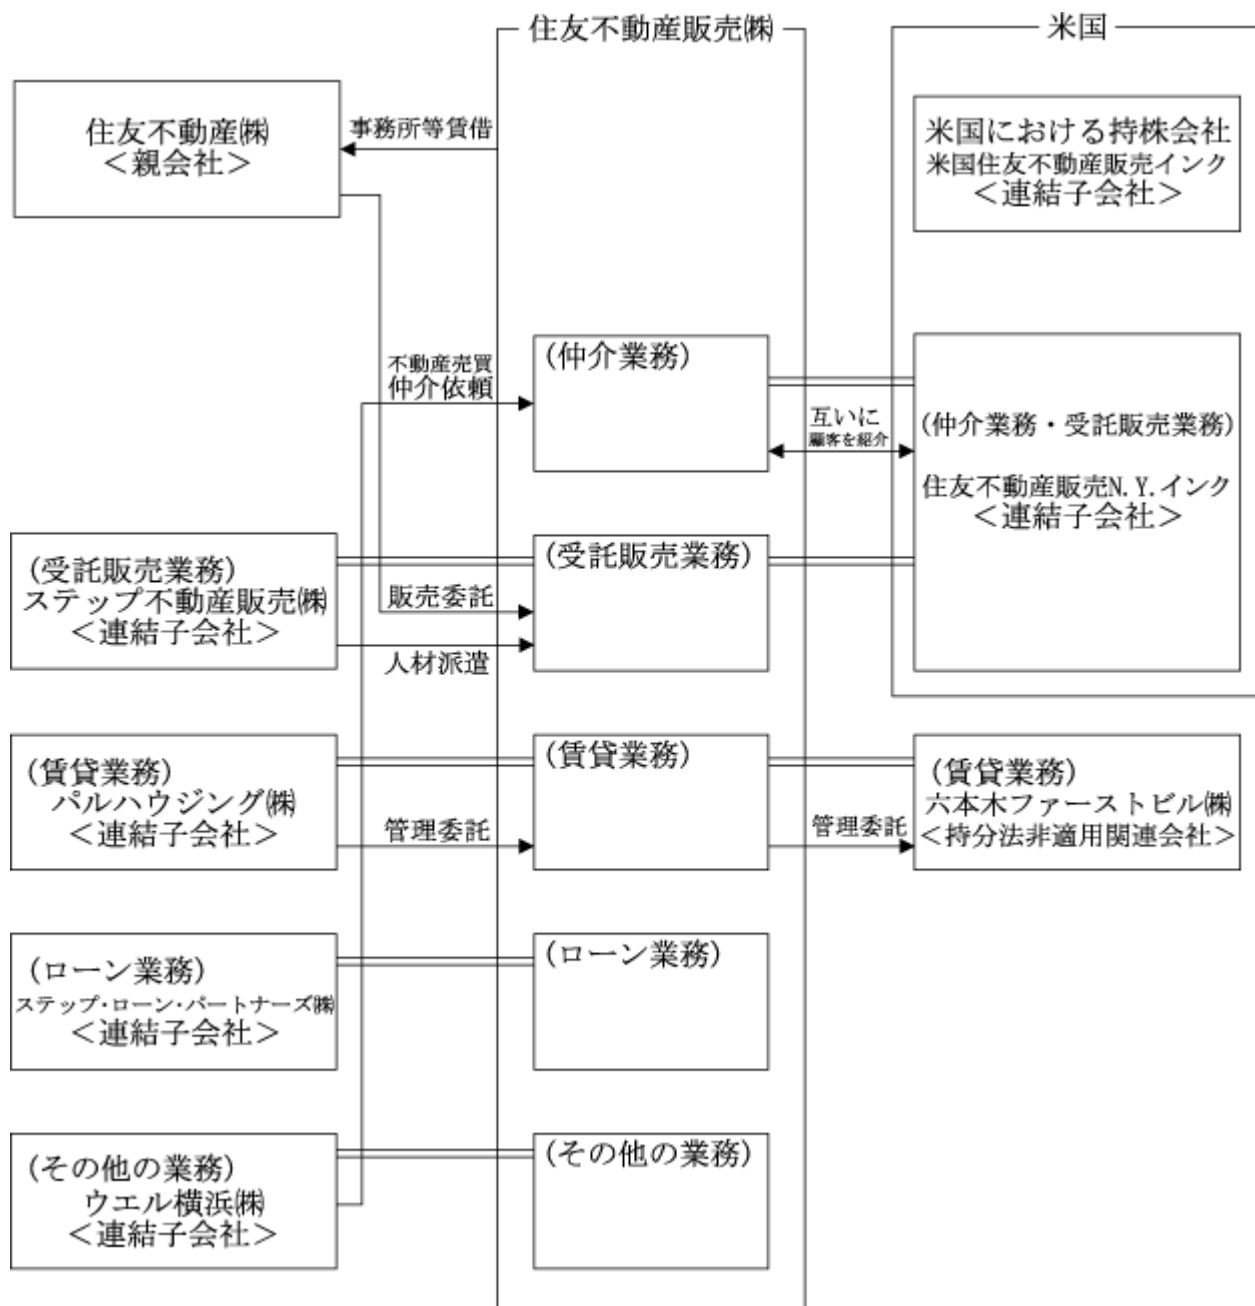 住友不動産販売㈱
米国
住友不動産㈱
＜親会社＞
事務所等賃借
米国における持株会社
米国住友不動産販売インク
＜連結子会社＞
不動産売買
仲介依頼
(仲介業務)
互いに
顧客を紹介
(仲介業務・受託販売業務)
住友不動産販売N.Y.インク
＜連結子会社＞
(受託販売業務)
ステップ不動産販売㈱
＜連結子会社＞
販売委託
人材派遣
(受託販売業務)
(賃貸業務)
パルハウジング㈱
＜連結子会社＞
管理委託
(賃貸業務)
管理委託
(賃貸業務)
六本木ファーストビル㈱
＜持分法非適用関連会社＞
(ローン業務)
ステップ・ローン・パートナーズ㈱
＜連結子会社＞
(ローン業務)
(その他の業務)
ウエル横浜㈱
＜連結子会社＞
(その他の業務)